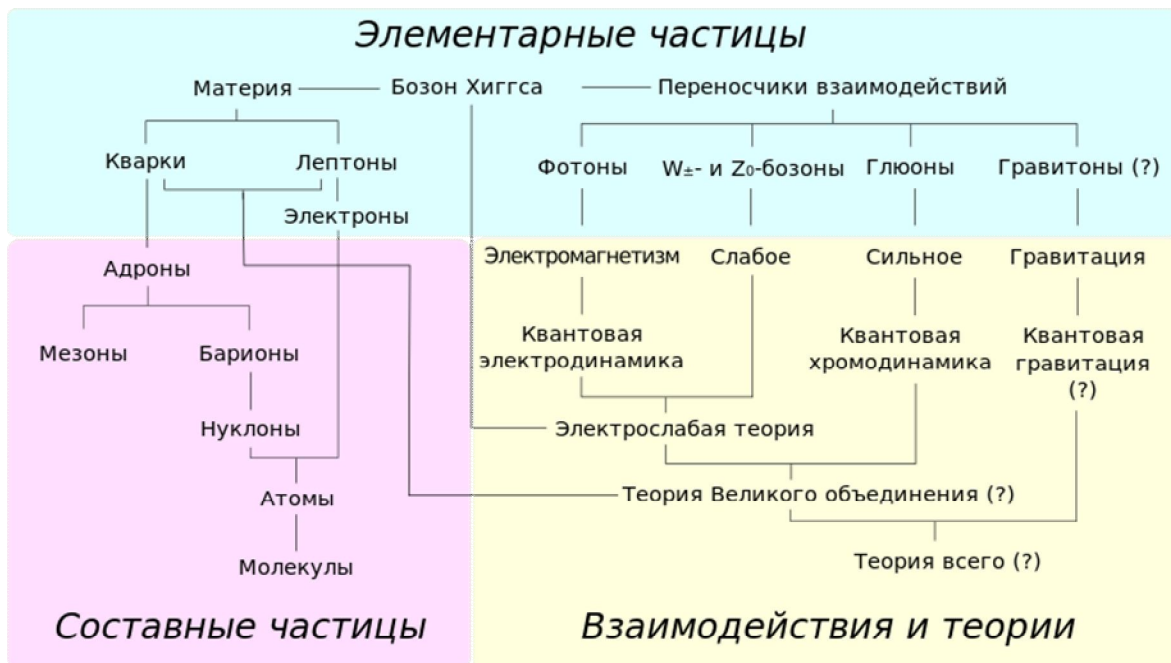 Элементарные частицы
Материя
Бозон Хиггса
Переносчики взаимодействий
Кварки
Лептоны
Фотоны
W±- и Z0-бозоны
Глюоны
Гравитоны (?)
Электроны
Адроны
Мезоны
Барионы
Нуклоны
Атомы
Молекулы
Составные частицы
Электромагнетизм
Слабое
Сильное
Гравитация
Квантовая
электродинамика
Квантовая
хромодинамика
Квантовая
гравитация
(?)
Электрослабая теория
Теория Великого объединения (?)
Теория всего (?)
Взаимодействия и теории